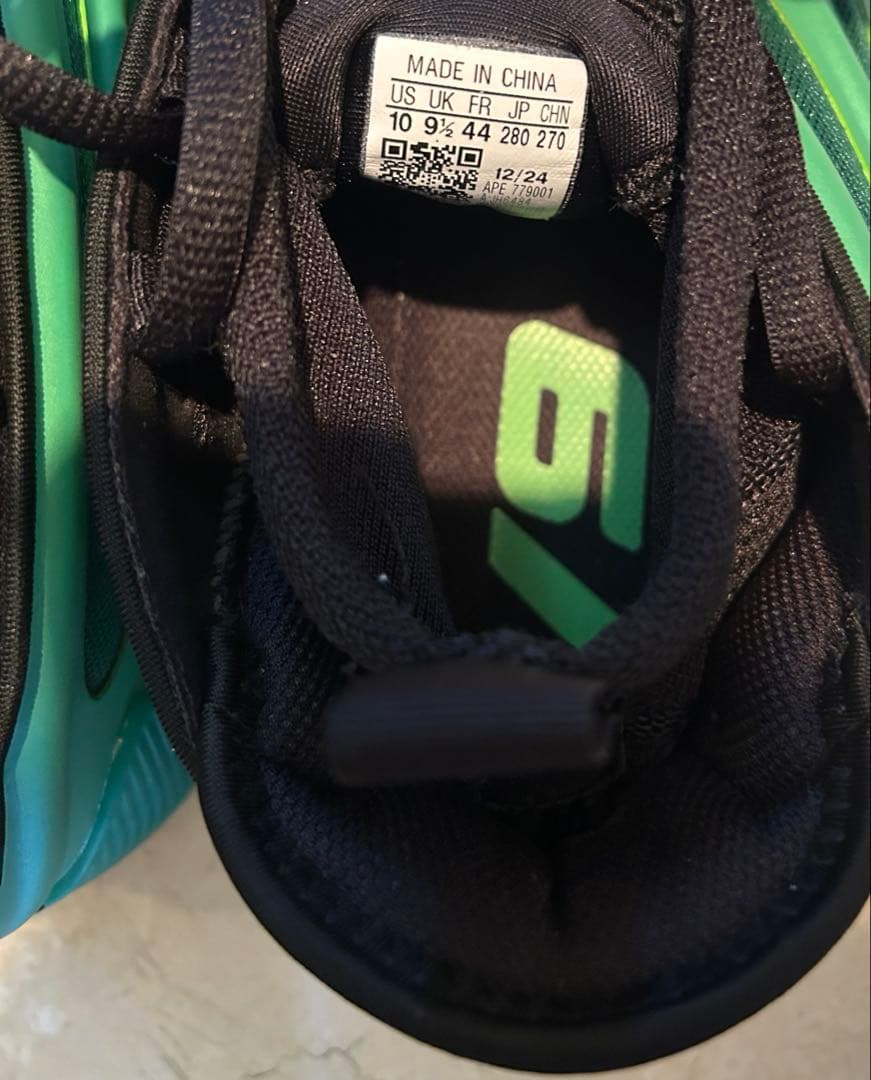 MADE IN CHINA
US UK FR JP CHN
10 9½ 44 280 270
12/24
APE 779001